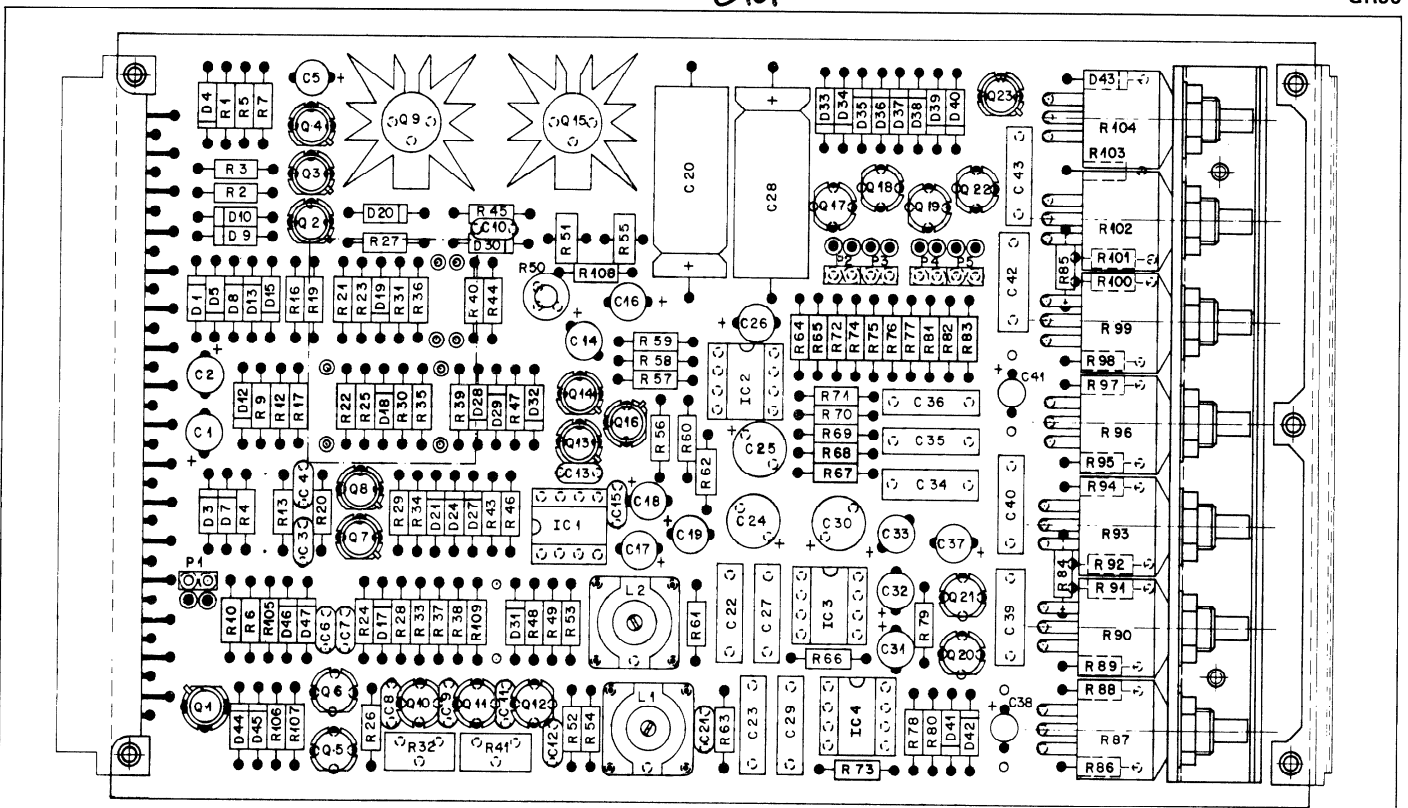 C101
D4 R1 R5 R7
C5 +
Q4
Q9
Q15
C20
+ C28
D33 D34 D35 D36 D37 D38 D39 D40
Q23
D43
R104
R103
R3
Q3
R2
D10
D9
Q2
D20
R27
R45
C10
D30
R51
R55
R108
R50
C16 +
Q17 Q18 Q19 Q22
C43
R102
R101
R85
R100
P2 P3 P4 P5
C42
D1 D5 D8 D13 D15 R16 R19 R21 R23 D19 R31 R36 R40 R44
+ C14
R59
R58
R57
+ C26
IC2
R64 R65 R72 R74 R75 R76 R77 R81 R82 R83
R99
R98
+ C41
C2 +
C1 +
D12 R9 R12 R17 R22 R25 D18 R30 R35 R39 D28 D29 R47 D32
Q14
Q13
Q16
C13
R56 R60 R62
+ C25
R71
R70
R69
R68
R67
C36
C35
C34
R97
R96
R95
D3 D7 R4 R13 C4 C3 R20
Q8
Q7
R29 R34 D21 D24 D27 R43 R46
IC1
C15
+ C18
C17 +
C19 +
C24 +
C30 +
C33 +
C37 +
C40
R94
R93
R92
R84
R91
P1
R10 R6 R105 D46 D47 C6 C7 R24 D17 R28 R33 R37 R38 R109 D31 R48 R49 R53
L2
R61
C22 C27
IC3
C32 +
C31 +
R79
Q21
Q20
C39
R90
R89
R66
Q1
D44 D45 R106 R107
Q6
Q5
R26
C8 Q10 C9 Q11 C11 Q12
R32
R41
C12 R52 R54
L1
C21 R63
C23 C29
IC4
R73
R78 R80 D41 D42
+ C38
R88
R87
R86